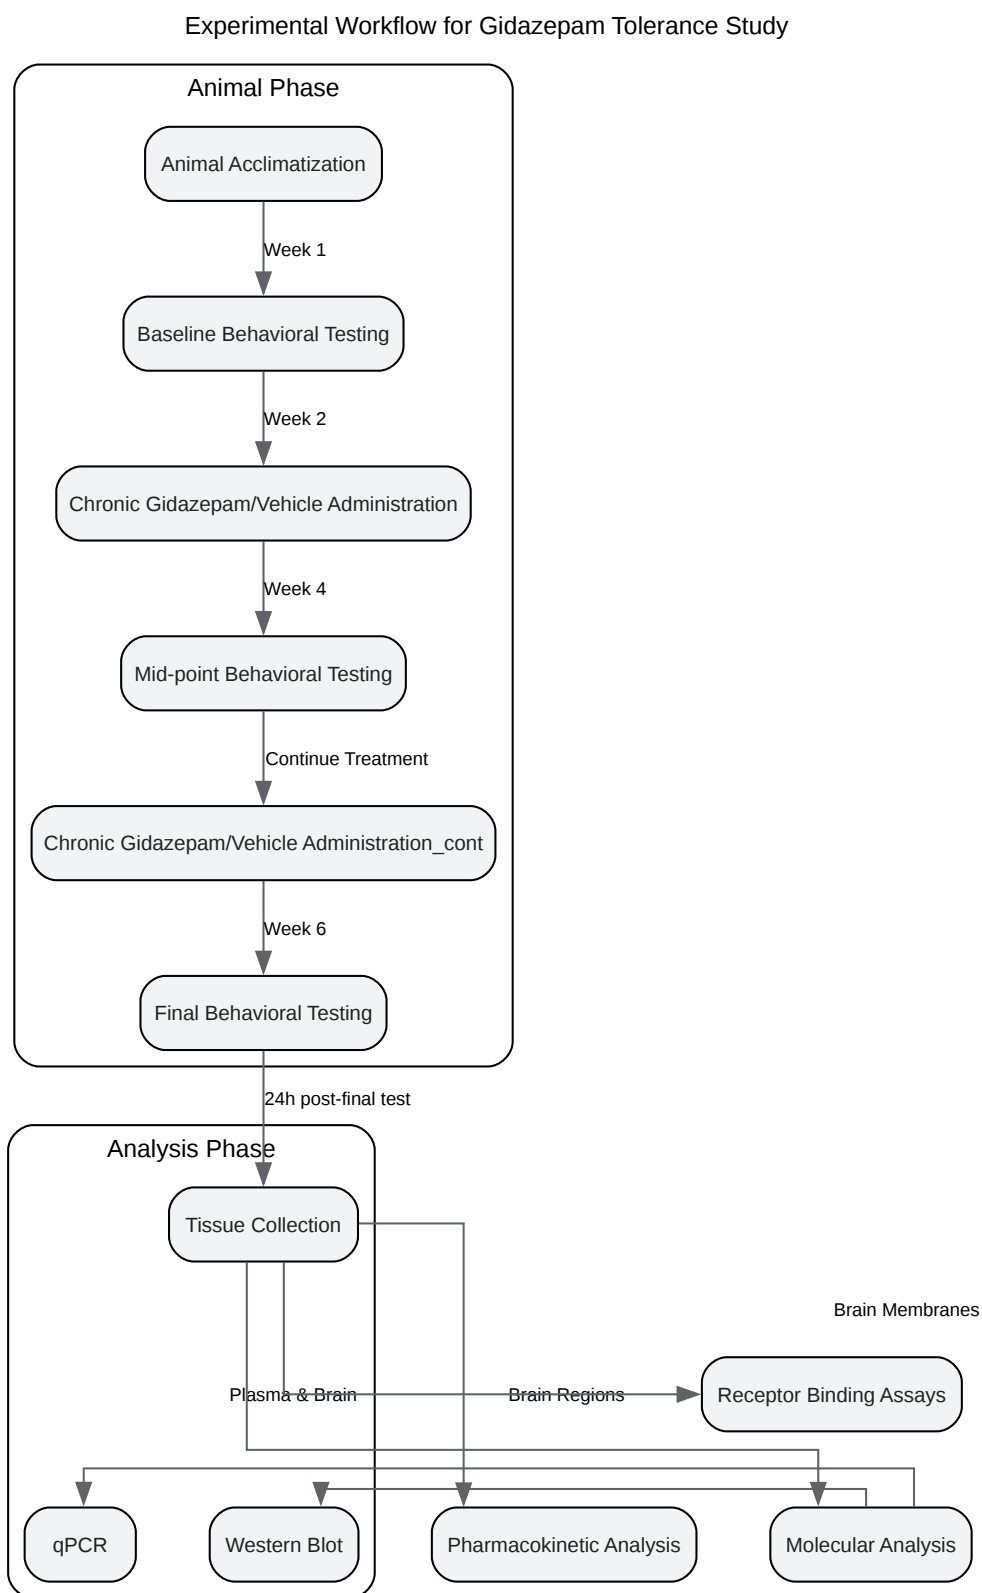 Experimental Workflow for Gidazepam Tolerance Study
Animal Phase
Animal Acclimatization
Week 1
Baseline Behavioral Testing
Week 2
Chronic Gidazepam/Vehicle Administration
Week 4
Mid-point Behavioral Testing
Continue Treatment
Chronic Gidazepam/Vehicle Administration_cont
Week 6
Final Behavioral Testing
24h post-final test
Analysis Phase
Tissue Collection
Brain Membranes
Plasma & Brain
Brain Regions
Receptor Binding Assays
qPCR
Western Blot
Pharmacokinetic Analysis
Molecular Analysis